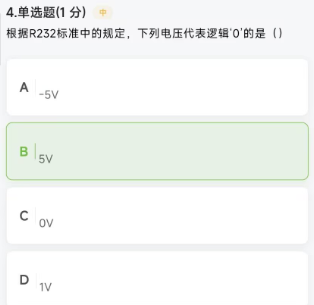 4.单选题(1 分) 中
根据R232标准中的规定，下列电压代表逻辑‘0’的是（）
A -5V
B 5V
C 0V
D 1V